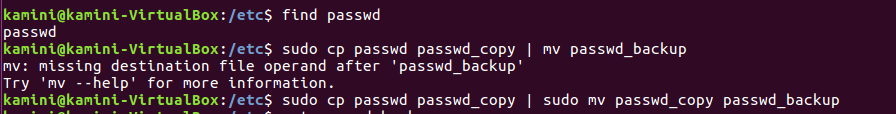 kamini@kamini-VirtualBox:/etc$ find passwd
passwd
kamini@kamini-VirtualBox:/etc$ sudo cp passwd passwd_copy | mv passwd_backup
mv: missing destination file operand after 'passwd_backup'
Try 'mv --help' for more information.
kamini@kamini-VirtualBox:/etc$ sudo cp passwd passwd_copy | sudo mv passwd_copy passwd_backup